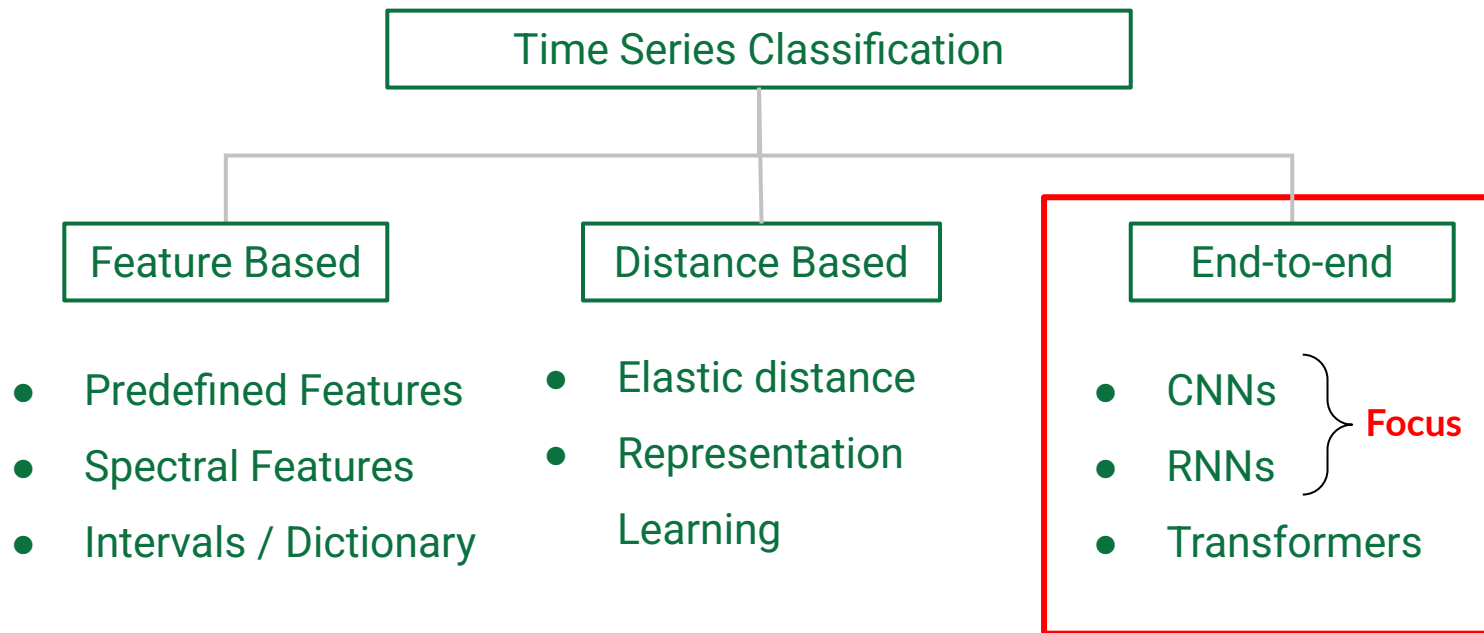 Time Series Classification
Feature Based
Distance Based
End-to-end
● Predefined Features
● Spectral Features
● Intervals / Dictionary
● Elastic distance
● Representation
Learning
● CNNs
● RNNs
● Transformers
Focus